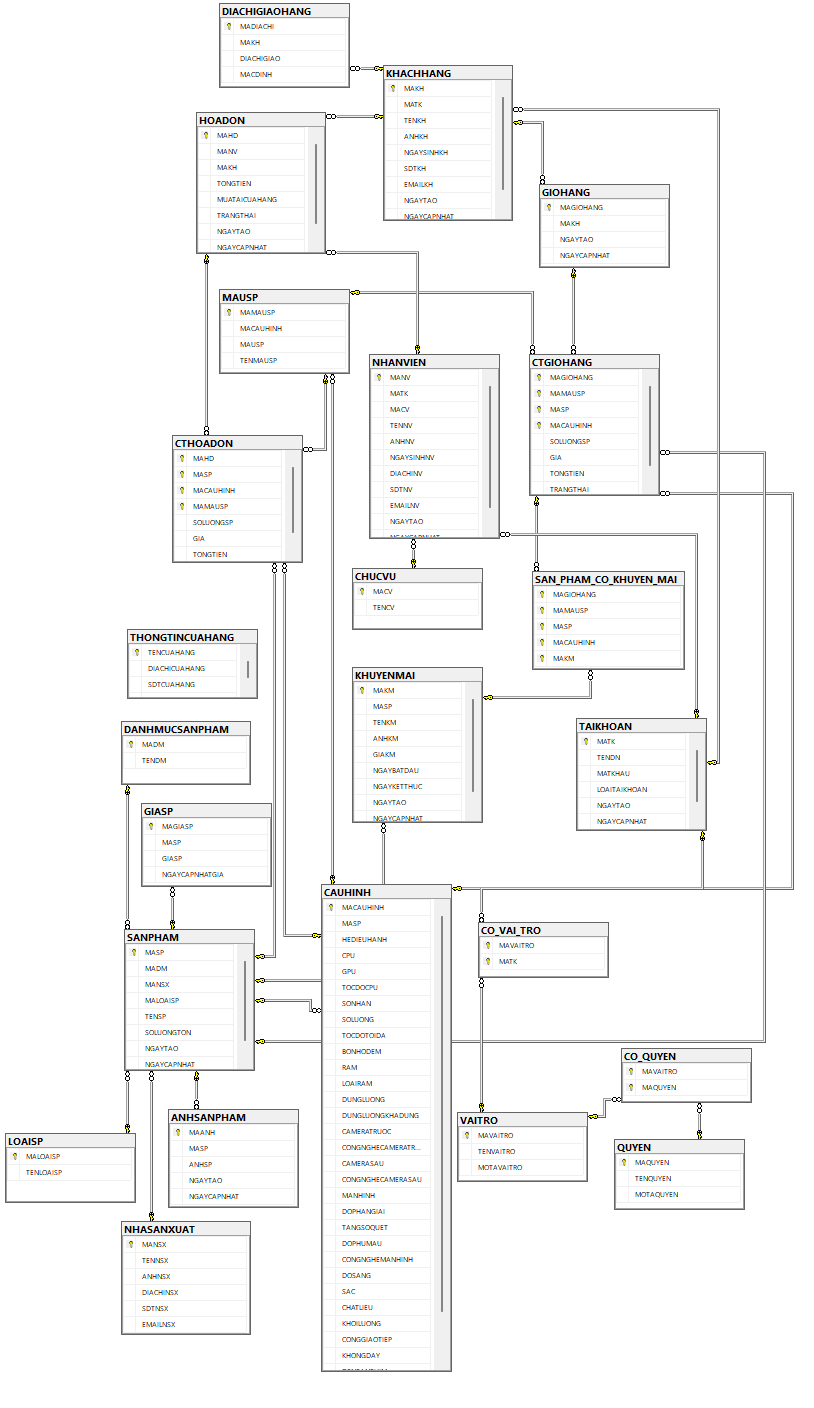 DIACHIGIAOHANG
MADIACHI
MAKH
DIACHIGIAO
MACDINH
KHACHHANG
MAKH
MATK
TENKH
ANHKH
NGAYSINHKH
SDTKH
EMAILKH
NGAYTAO
NGAYCAPNHAT
HOADON
MAHD
MANV
MAKH
TONGTIEN
MUATAICUAHANG
TRANGTHAI
NGAYTAO
NGAYCAPNHAT
GIOHANG
MAGIOHANG
MAKH
NGAYTAO
NGAYCAPNHAT
MAUSP
MAMAUSP
MACAUHINH
MAUSP
TENMAUSP
NHANVIEN
MANV
MATK
MACV
TENNV
ANHNV
NGAYSINHNV
DIACHINV
SDTNV
EMAILNV
NGAYTAO
NGAYCAPNHAT
CTGIOHANG
MAGIOHANG
MAMAUSP
MASP
MACAUHINH
SOLUONGSP
GIA
TONGTIEN
TRANGTHAI
CTHOADON
MAHD
MASP
MACAUHINH
MAMAUSP
SOLUONGSP
GIA
TONGTIEN
CHUCVU
MACV
TENCV
SAN_PHAM_CO_KHUYEN_MAI
MAGIOHANG
MAMAUSP
MASP
MACAUHINH
MAKM
THONGTINCUAHANG
TENCUAHANG
DIACHICUAHANG
SDTCUAHANG
KHUYENMAI
MAKM
MASP
TENKM
ANHKM
GIAKM
NGAYBATDAU
NGAYKETTHUC
NGAYTAO
NGAYCAPNHAT
DANHMUCSANPHAM
MADM
TENDM
TAIKHOAN
MATK
TENDN
MATKHAU
LOAITAIKHOAN
NGAYTAO
NGAYCAPNHAT
GIASP
MAGIASP
MASP
GIASP
NGAYCAPNHATGIA
CAUHINH
MACAUHINH
MASP
HEDIEUHANH
CPU
GPU
TOCDOCPU
SONHAN
SOLUONG
TOCDOTOIDA
BONHODEM
RAM
LOAIRAM
DUNGLUONG
DUNGLUONGKHADUNG
CAMERATRUOC
CONGNGHECAMERATR...
CAMERASAU
CONGNGHECAMERASAU
MANHINH
DOPHANGIAI
TANGSOQUET
DOPHUMAU
CONGNGHEMANHINH
DOSANG
SAC
CHATLIEU
KHOILUONG
CONGGIAOTIEP
KHONGDAY
SANPHAM
MASP
MADM
MANSX
MALOAISP
TENSP
SOLUONGTON
NGAYTAO
NGAYCAPNHAT
CO_VAI_TRO
MAVAITRO
MATK
CO_QUYEN
MAVAITRO
MAQUYEN
ANHSANPHAM
MAANH
MASP
ANHSP
NGAYTAO
NGAYCAPNHAT
VAITRO
MAVAITRO
TENVAITRO
MOTAVAITRO
LOAISP
MALOAISP
TENLOAISP
QUYEN
MAQUYEN
TENQUYEN
MOTAQUYEN
NHASANXUAT
MANSX
TENNSX
ANHNSX
DIACHINSX
SDTNSX
EMAILNSX